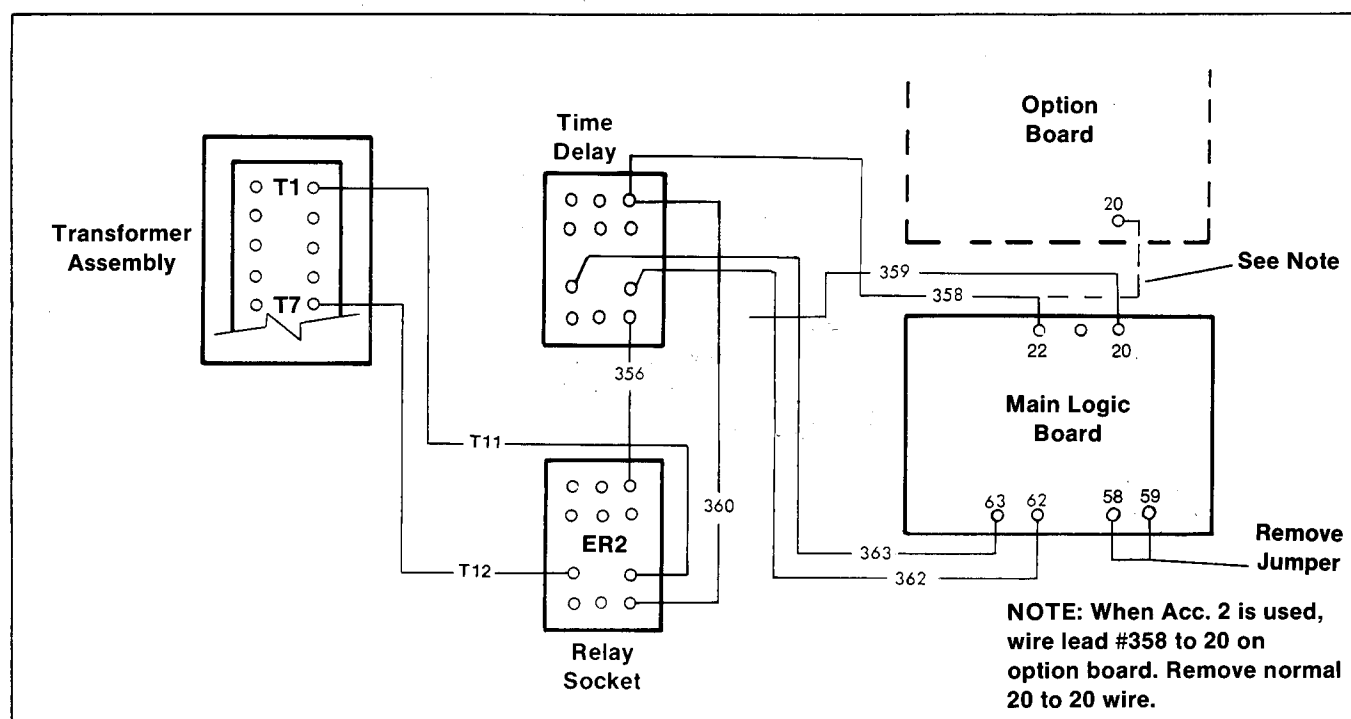 Option
Board
Time
Delay
T1
20
Transformer
Assembly
See Note
359
358
T7
22
20
356
Main Logic
Board
T11
360
63
62
58
59
ER2
Remove
Jumper
363
T12
362
NOTE: When Acc. 2 is used,
wire lead #358 to 20 on
option board. Remove normal
20 to 20 wire.
Relay
Socket